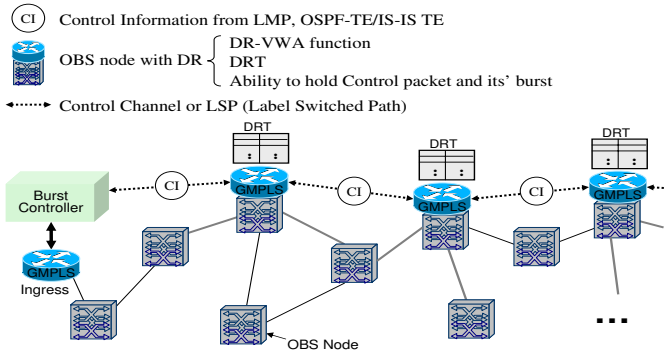 CI Control Information from LMP, OSPF-TE/IS-IS TE
DR-VWA function
OBS node with DR
DRT
Ability to hold Control packet and its' burst
Control Channel or LSP (Label Switched Path)
DRT
DRT
DRT
Burst
Controller
CI
GMPLS
CI
GMPLS
CI
GMPLS
GMPLS
Ingress
OBS Node
...